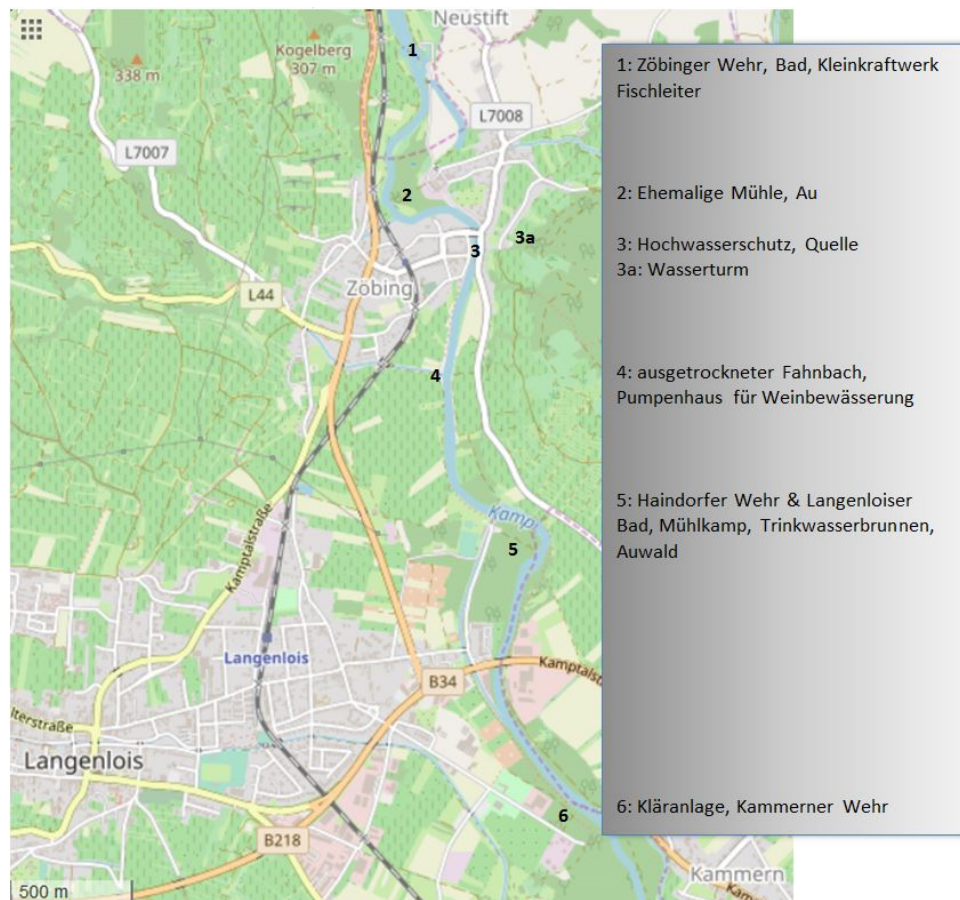 Neustift
1
Kogelberg
307 m
338 m
L7007
L7008
2
3a
3
Zöbing
L44
4
Kamp
5
Kamptalstraße
Langenlois
B34
Kamptalst
lterstraße
Langenlois
6
B218
Kammern
Kam
500 m
1: Zöbinger Wehr, Bad, Kleinkraftwerk
Fischleiter
2: Ehemalige Mühle, Au
3: Hochwasserschutz, Quelle
3a: Wasserturm
4: ausgetrockneter Fahnbach,
Pumpenhaus für Weinbewässerung
5: Haindorfer Wehr & Langenloiser
Bad, Mühlkamp, Trinkwasserbrunnen,
Auwald
6: Kläranlage, Kammerner Wehr